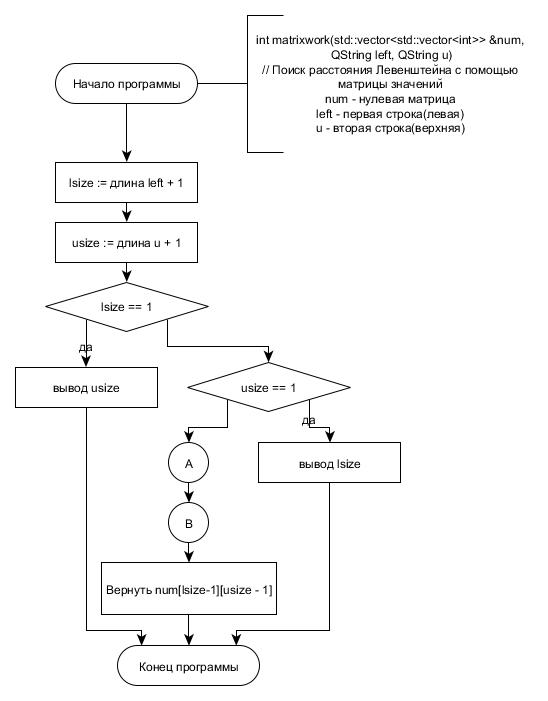 int matrixwork(std::vector<std::vector<int>> &num,
QString left, QString u)
// Поиск расстояния Левенштейна с помощью
матрицы значений
num - нулевая матрица
left - первая строка(левая)
u - вторая строка(верхняя)
Начало программы
lsize := длина left + 1
usize := длина u + 1
lsize == 1
да
вывод usize
usize == 1
да
A
вывод lsize
B
Вернуть num[lsize-1][usize - 1]
Конец программы